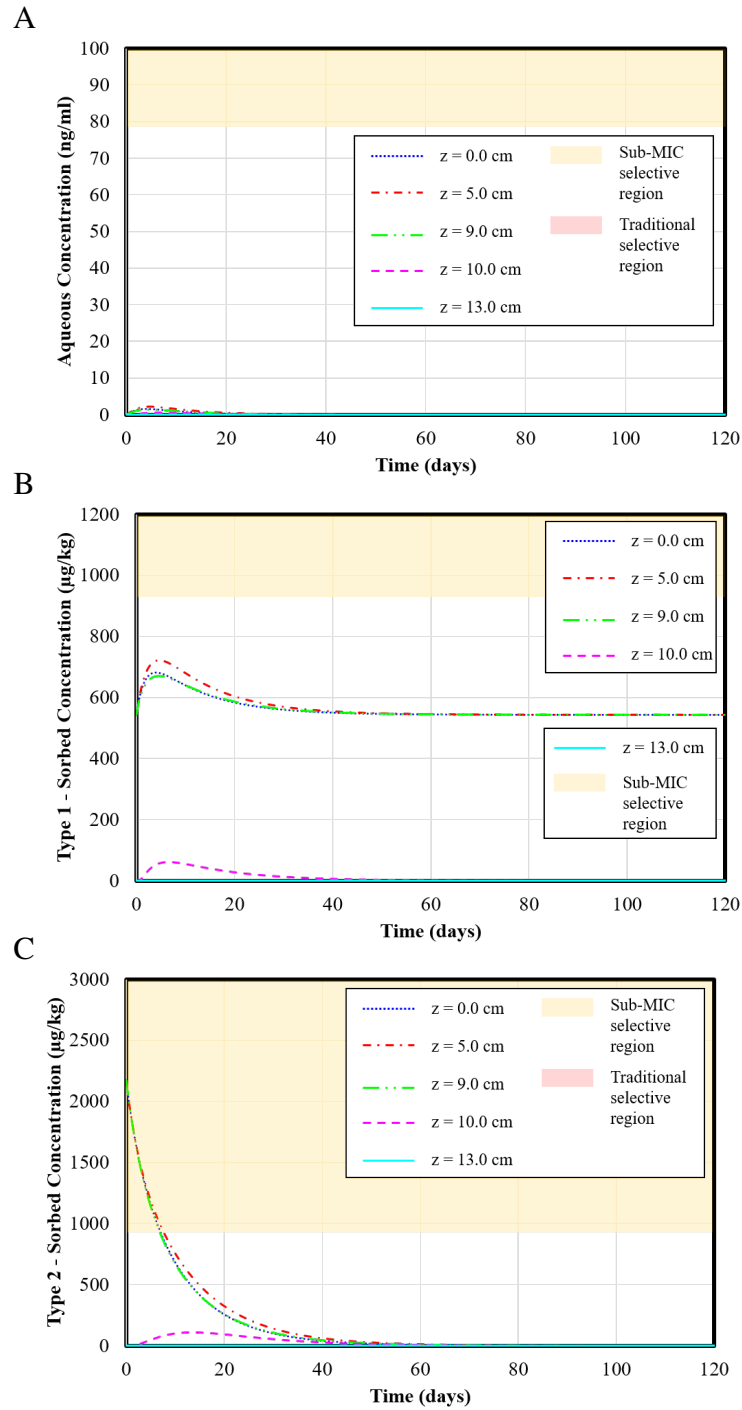 A
100
90
80
70
60
50
40
30
20
10
0
Aqueous Concentration (ng/ml)
z = 0.0 cm
z = 5.0 cm
z = 9.0 cm
z = 10.0 cm
z = 13.0 cm
Sub-MIC
selective
region
Traditional
selective
region
0 20 40 60 80 100 120
Time (days)
B
1200
1000
800
600
400
200
0
Type 1 - Sorbed Concentration (µg/kg)
z = 0.0 cm
z = 5.0 cm
z = 9.0 cm
z = 10.0 cm
z = 13.0 cm
Sub-MIC
selective
region
0 20 40 60 80 100 120
Time (days)
C
3000
2500
2000
1500
1000
500
0
Type 2 - Sorbed Concentration (µg/kg)
z = 0.0 cm
z = 5.0 cm
z = 9.0 cm
z = 10.0 cm
z = 13.0 cm
Sub-MIC
selective
region
Traditional
selective
region
0 20 40 60 80 100 120
Time (days)